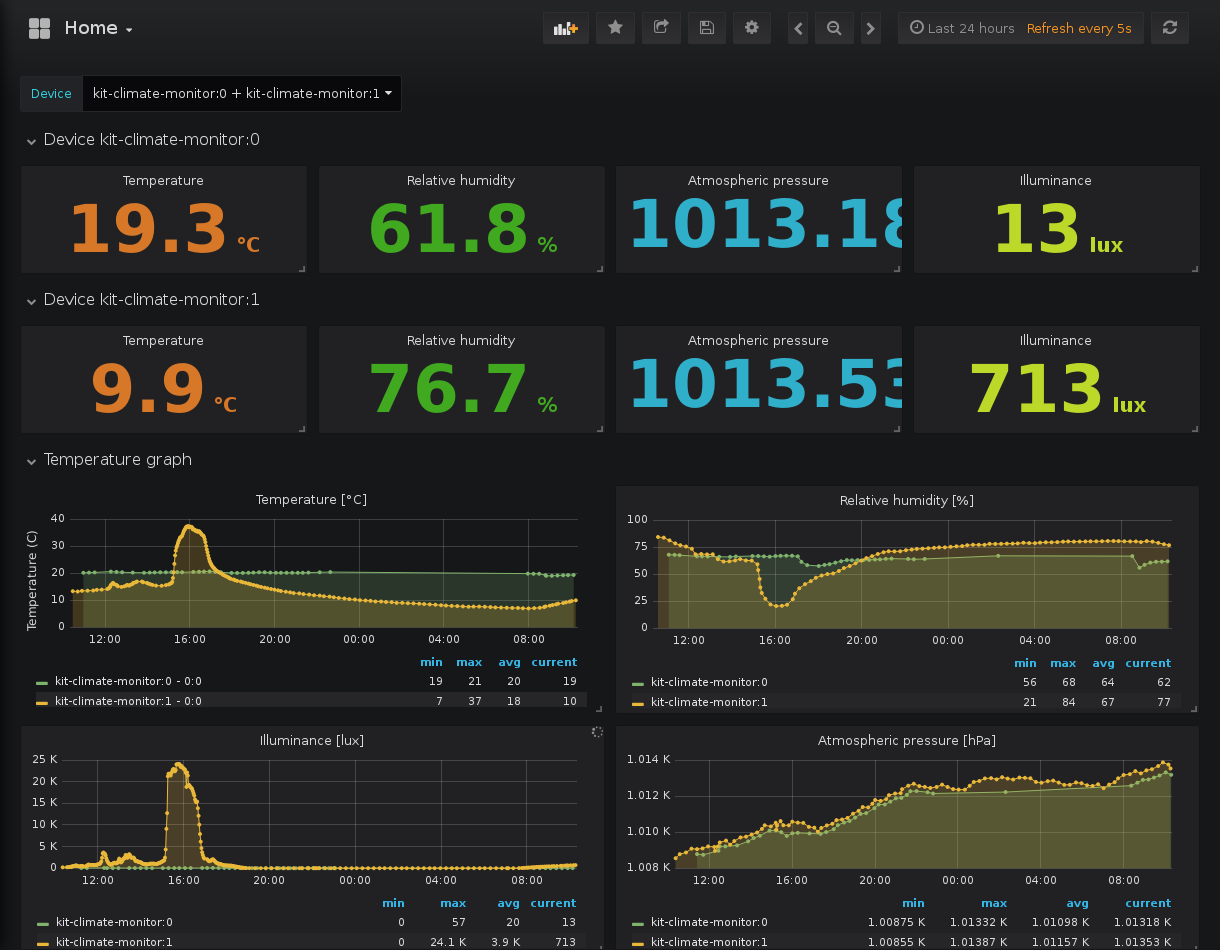 Home
Last 24 hours Refresh every 5s
Device kit-climate-monitor:0 + kit-climate-monitor:1
Device kit-climate-monitor:0
Temperature Relative humidity Atmospheric pressure Illuminance
19.3 °C 61.8 % 1013.18 13 lux
Device kit-climate-monitor:1
Temperature Relative humidity Atmospheric pressure Illuminance
9.9 °C 76.7 % 1013.53 713 lux
Temperature graph
Temperature [°C]
Temperature (C)
40
30
20
10
0
12:00 16:00 20:00 00:00 04:00 08:00
min max avg current
kit-climate-monitor:0 - 0:0 19 21 20 19
kit-climate-monitor:1 - 0:0 7 37 18 10
Relative humidity [%]
100
75
50
25
0
12:00 16:00 20:00 00:00 04:00 08:00
min max avg current
kit-climate-monitor:0 56 68 64 62
kit-climate-monitor:1 21 84 67 77
Illuminance [lux]
25 K
20 K
15 K
10 K
5 K
0
12:00 16:00 20:00 00:00 04:00 08:00
min max avg current
kit-climate-monitor:0 0 57 20 13
kit-climate-monitor:1 0 24.1 K 3.9 K 713
Atmospheric pressure [hPa]
1.014 K
1.012 K
1.010 K
1.008 K
12:00 16:00 20:00 00:00 04:00 08:00
min max avg current
kit-climate-monitor:0 1.00875 K 1.01332 K 1.01098 K 1.01318 K
kit-climate-monitor:1 1.00855 K 1.01387 K 1.01157 K 1.01353 K